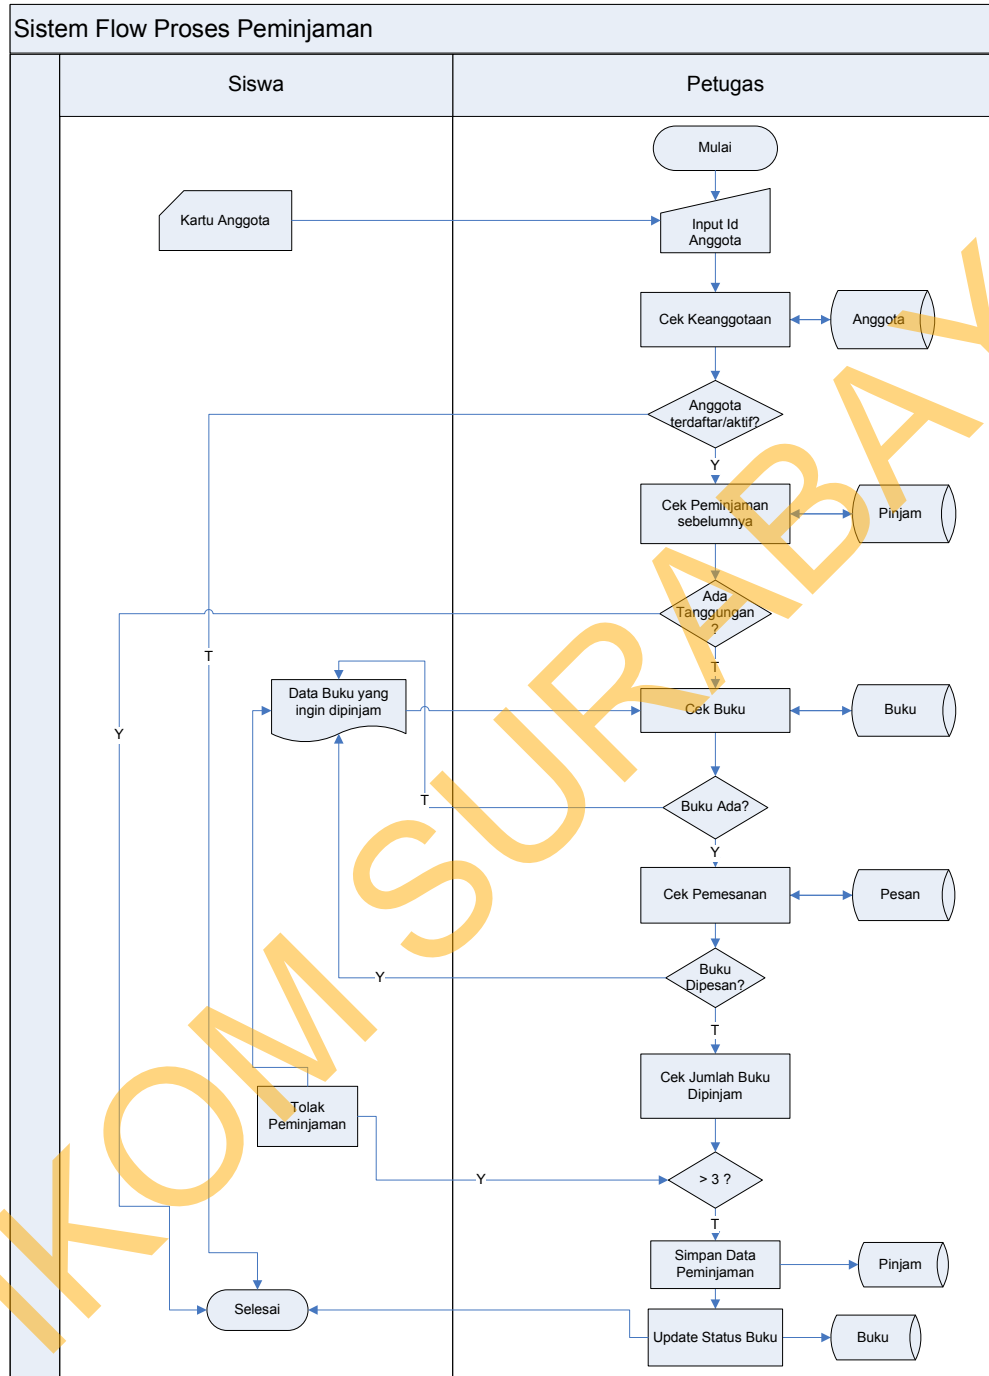 Sistem Flow Proses Peminjaman
Siswa
Petugas
Mulai
Kartu Anggota
Input Id
Anggota
Cek Keanggotaan
Anggota
Anggota
terdaftar/aktif?
Y
Cek Peminjaman
sebelumnya
Pinjam
Ada
Tanggungan
?
T
T
Data Buku yang
ingin dipinjam
Cek Buku
Buku
Y
T
Buku Ada?
Y
Cek Pemesanan
Pesan
Y
Buku
Dipesan?
T
Cek Jumlah Buku
Dipinjam
Tolak
Peminjaman
Y
> 3 ?
T
Simpan Data
Peminjaman
Pinjam
Selesai
Update Status Buku
Buku
IKOM SURABAY